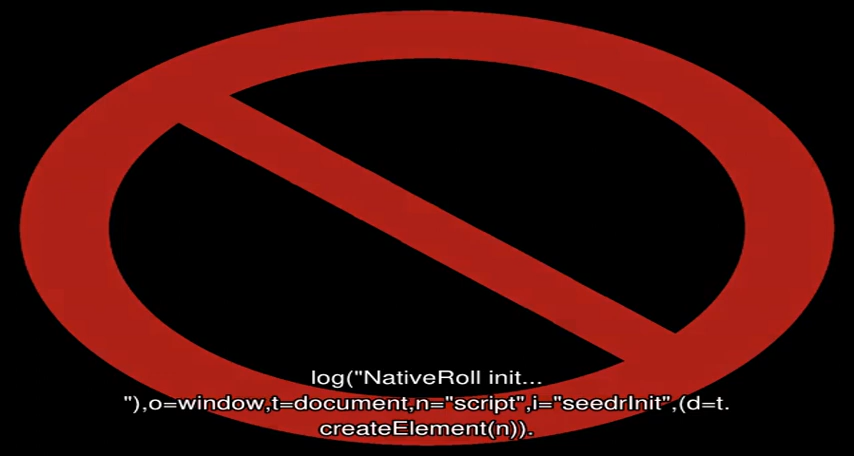 log("NativeRoll init...
"),o=window,t=document,n="script",i="seedrInit",(d=t.
createElement(n)).